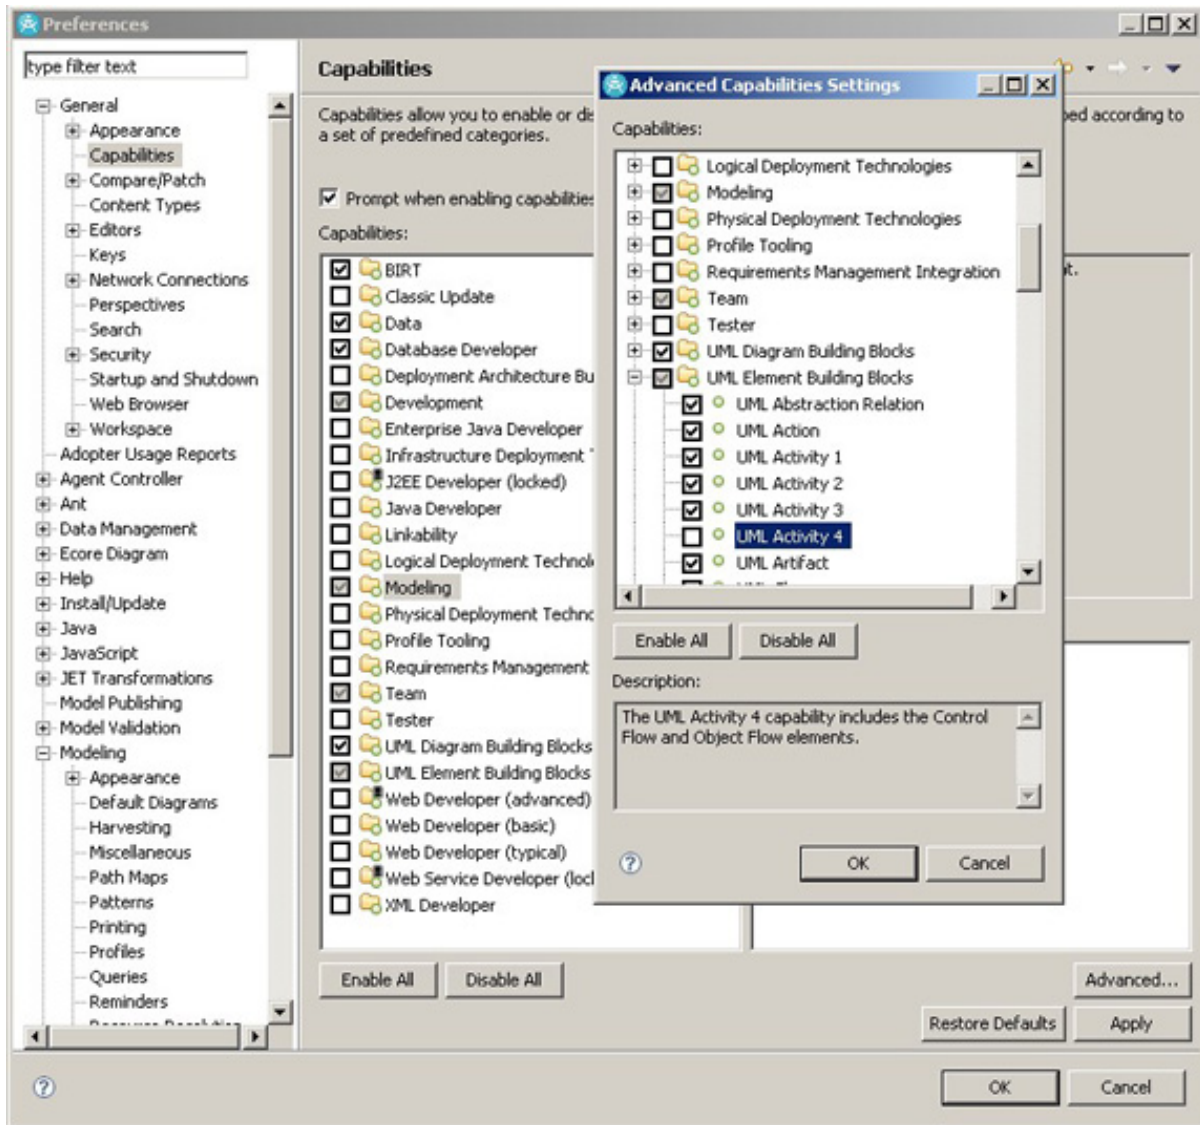 Preferences
type filter text
General
Appearance
Capabilities
Compare/Patch
Content Types
Editors
Keys
Network Connections
Perspectives
Search
Security
Startup and Shutdown
Web Browser
Workspace
Adopter Usage Reports
Agent Controller
Ant
Data Management
Ecore Diagram
Help
Install/Update
Java
JavaScript
JET Transformations
Model Publishing
Model Validation
Modeling
Appearance
Default Diagrams
Harvesting
Miscellaneous
Path Maps
Patterns
Printing
Profiles
Queries
Reminders
Capabilities
Capabilities allow you to enable or dis
ped according to
a set of predefined categories.
Prompt when enabling capabilities
Capabilities:
BIRT
Classic Update
Data
Database Developer
Deployment Architecture Bu
Development
Enterprise Java Developer
Infrastructure Deployment
J2EE Developer (locked)
Java Developer
Linkability
Logical Deployment Technol
Modeling
Physical Deployment Techno
Profile Tooling
Requirements Management
Team
Tester
UML Diagram Building Blocks
UML Element Building Blocks
Web Developer (advanced)
Web Developer (basic)
Web Developer (typical)
Web Service Developer (loc
XML Developer
Enable All
Disable All
Advanced...
Restore Defaults
Apply
OK
Cancel
Advanced Capabilities Settings
Capabilities:
Logical Deployment Technologies
Modeling
Physical Deployment Technologies
Profile Tooling
Requirements Management Integration
Team
Tester
UML Diagram Building Blocks
UML Element Building Blocks
UML Abstraction Relation
UML Action
UML Activity 1
UML Activity 2
UML Activity 3
UML Activity 4
UML Artifact
Enable All
Disable All
Description:
The UML Activity 4 capability includes the Control
Flow and Object Flow elements.
OK
Cancel